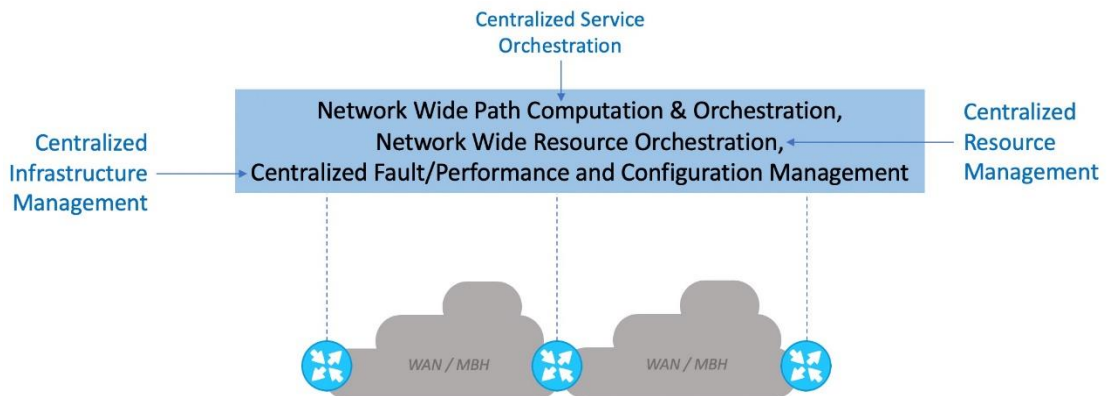 Centralized Service
Orchestration
Network Wide Path Computation & Orchestration,
Network Wide Resource Orchestration,
Centralized Fault/Performance and Configuration Management
Centralized
Infrastructure
Management
Centralized
Resource
Management
WAN / MBH
WAN / MBH